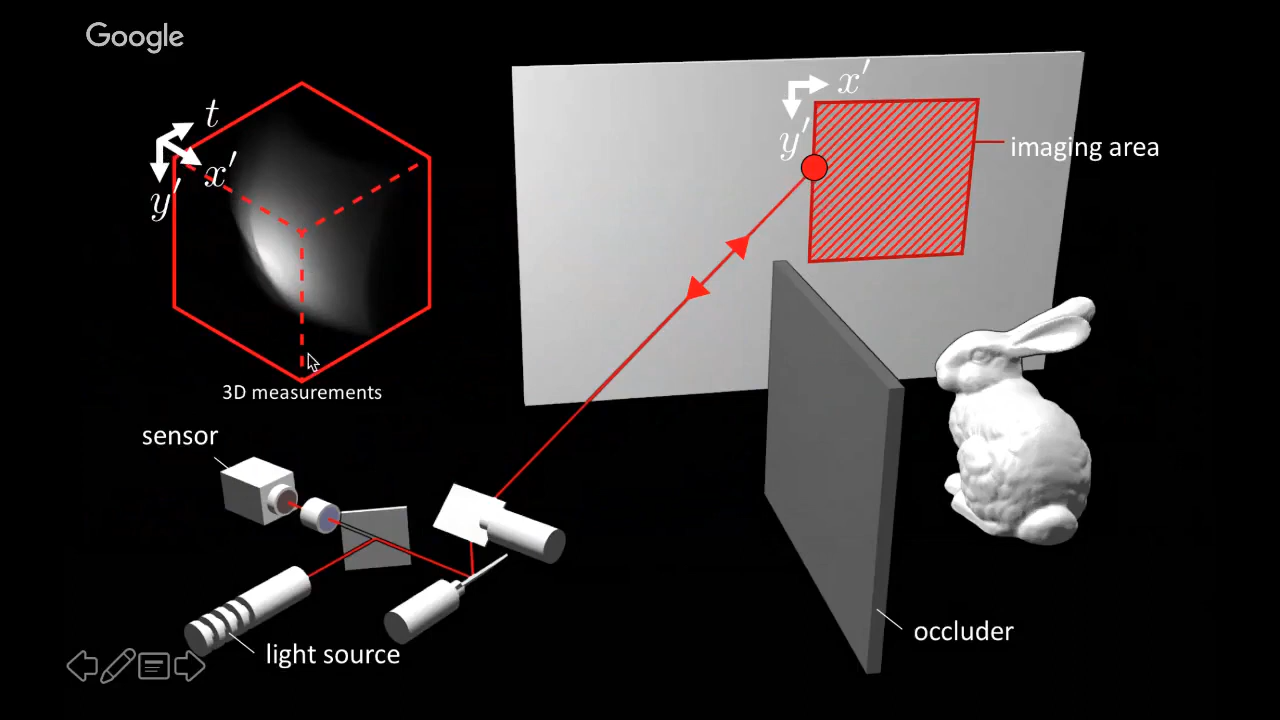 Google
t
x'
y'
x'
y'
imaging area
3D measurements
sensor
light source
occluder